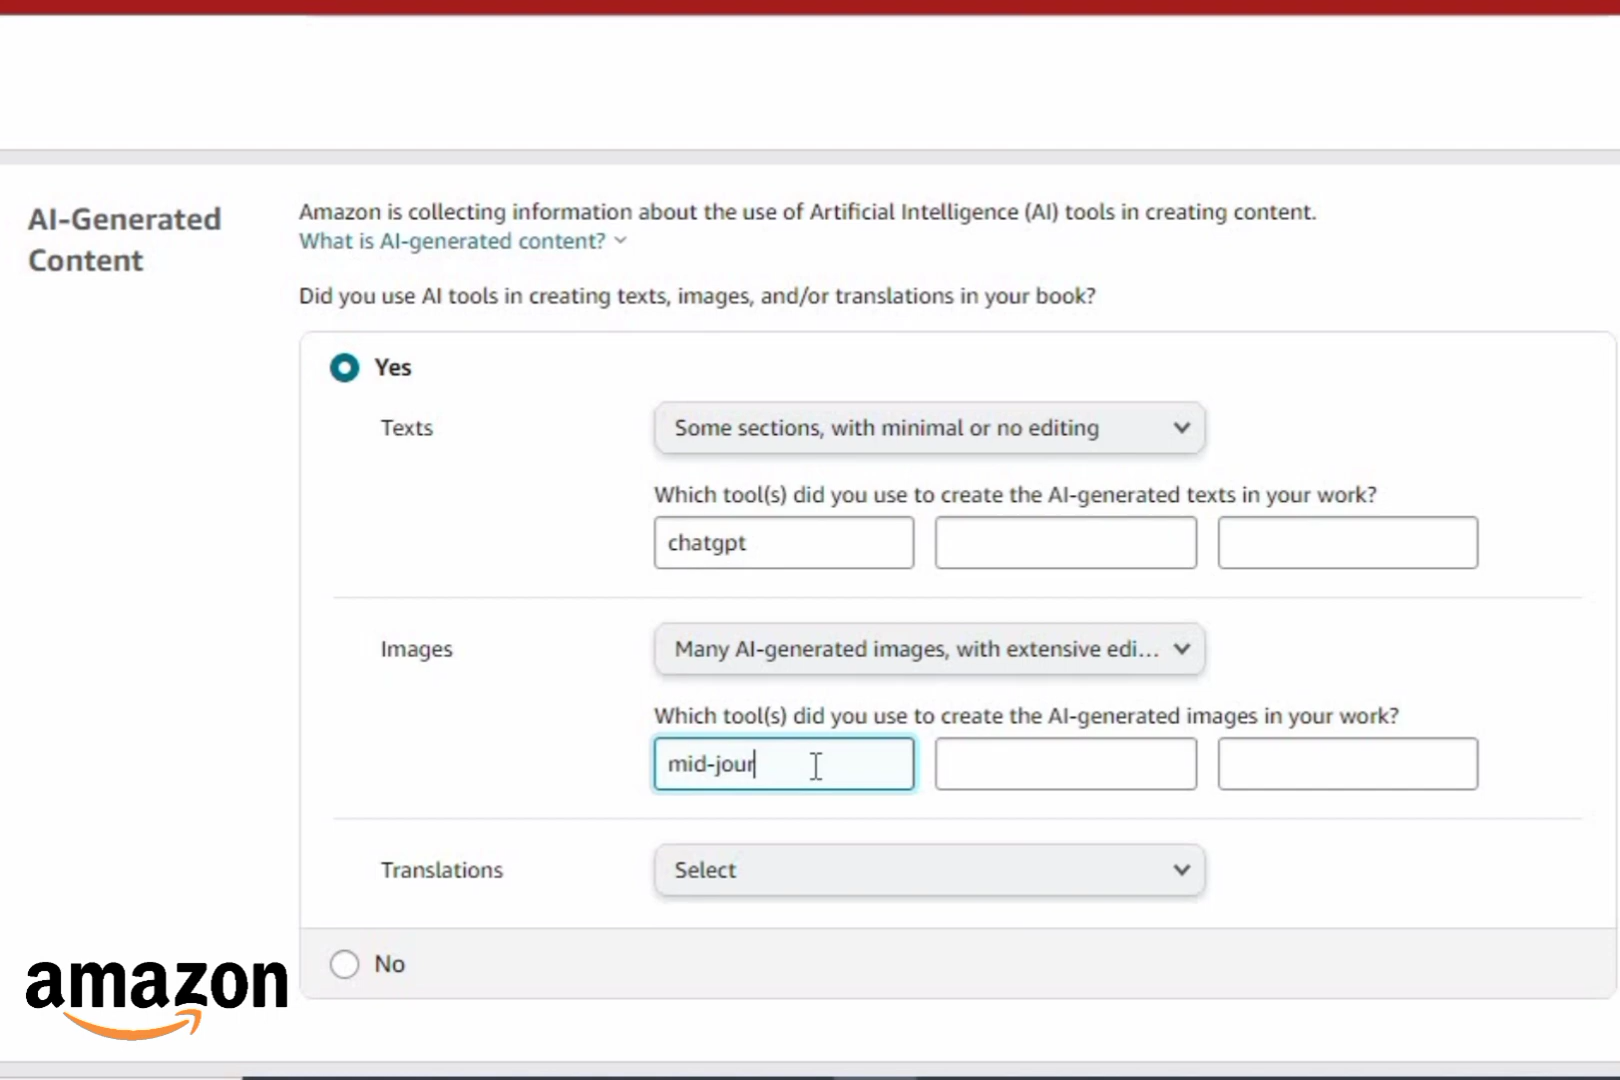 AI-Generated
Content
Amazon is collecting information about the use of Artificial Intelligence (AI) tools in creating content.
What is AI-generated content?
Did you use AI tools in creating texts, images, and/or translations in your book?
Yes
Texts
Some sections, with minimal or no editing
Which tool(s) did you use to create the AI-generated texts in your work?
chatgpt
Images
Many AI-generated images, with extensive edi...
Which tool(s) did you use to create the AI-generated images in your work?
mid-jour
Translations
Select
No
amazon